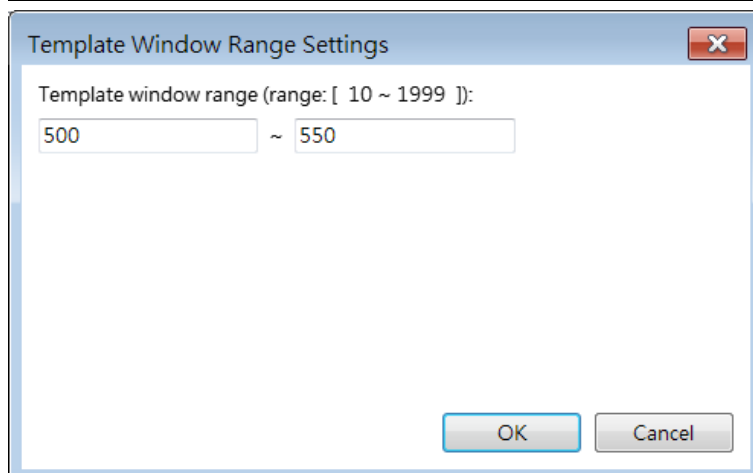 Template Window Range Settings
Template window range (range: [ 10 ~ 1999 ]):
500 ~ 550
OK Cancel